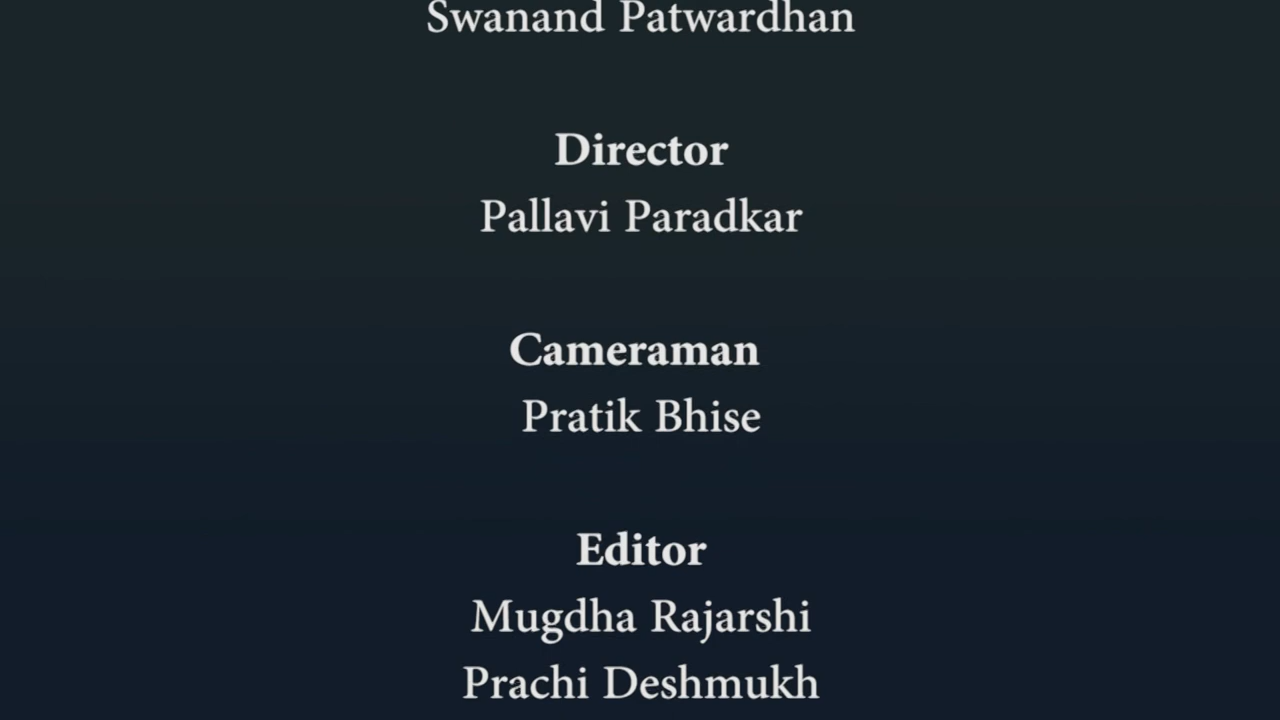 Swanand Patwardhan
Director
Pallavi Paradkar
Cameraman
Pratik Bhise
Editor
Mugdha Rajarshi
Prachi Deshmukh